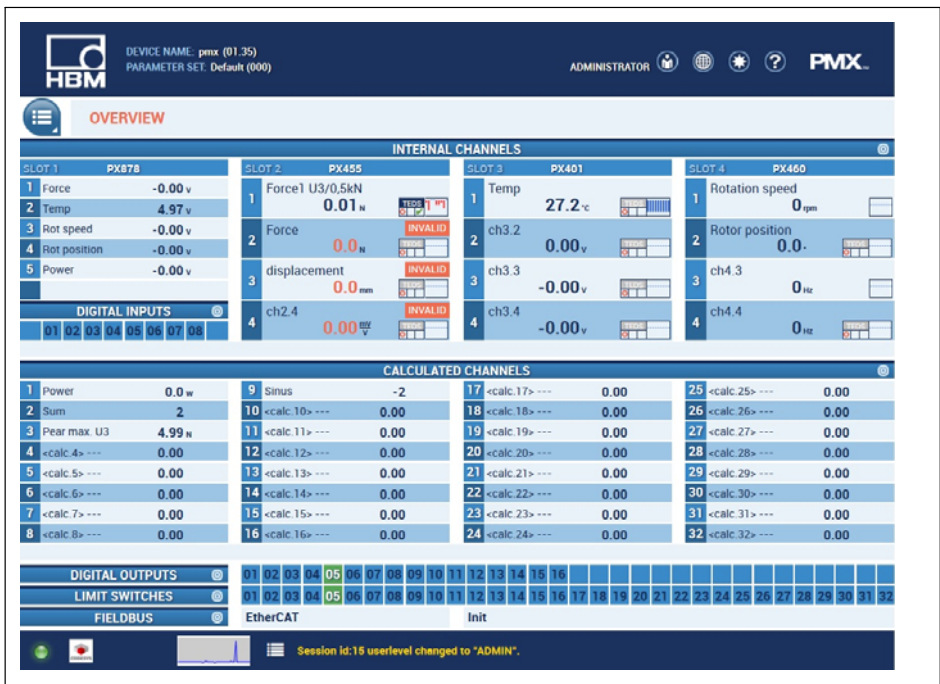 HBM
DEVICE NAME: pmx (01.35)
PARAMETER SET: Default (000)
ADMINISTRATOR
?
PMX
OVERVIEW
INTERNAL CHANNELS
SLOT 1 PX878
1 Force -0.00 v
2 Temp 4.97 v
3 Rot speed -0.00 v
4 Rot position -0.00 v
5 Power -0.00 v
DIGITAL INPUTS
01 02 03 04 05 06 07 08
SLOT 2 PX455
1 Force1 U3/0,5kN
0.01 N TEDS
2 Force INVALID
0.0 N TEDS
3 displacement INVALID
0.0 mm TEDS
4 ch2.4 INVALID
0.00 mV/V TEDS
SLOT 3 PX401
1 Temp
27.2 °C TEDS
2 ch3.2
0.00 v TEDS
3 ch3.3
-0.00 v TEDS
4 ch3.4
-0.00 v TEDS
SLOT 4 PX460
1 Rotation speed
0 rpm
2 Rotor position
0.0 TEDS
3 ch4.3
0 Hz
4 ch4.4
0 Hz TEDS
CALCULATED CHANNELS
1 Power 0.0 w
2 Sum 2
3 Pear max. U3 4.99 N
4 <calc.4> --- 0.00
5 <calc.5> --- 0.00
6 <calc.6> --- 0.00
7 <calc.7> --- 0.00
8 <calc.8> --- 0.00
9 Sinus -2
10 <calc.10> --- 0.00
11 <calc.11> --- 0.00
12 <calc.12> --- 0.00
13 <calc.13> --- 0.00
14 <calc.14> --- 0.00
15 <calc.15> --- 0.00
16 <calc.16> --- 0.00
17 <calc.17> --- 0.00
18 <calc.18> --- 0.00
19 <calc.19> --- 0.00
20 <calc.20> --- 0.00
21 <calc.21> --- 0.00
22 <calc.22> --- 0.00
23 <calc.23> --- 0.00
24 <calc.24> --- 0.00
25 <calc.25> --- 0.00
26 <calc.26> --- 0.00
27 <calc.27> --- 0.00
28 <calc.28> --- 0.00
29 <calc.29> --- 0.00
30 <calc.30> --- 0.00
31 <calc.31> --- 0.00
32 <calc.32> --- 0.00
DIGITAL OUTPUTS 01 02 03 04 05 06 07 08 09 10 11 12 13 14 15 16
LIMIT SWITCHES 01 02 03 04 05 06 07 08 09 10 11 12 13 14 15 16 17 18 19 20 21 22 23 24 25 26 27 28 29 30 31 32
FIELDBUS EtherCAT Init
Session id:15 userlevel changed to "ADMIN".